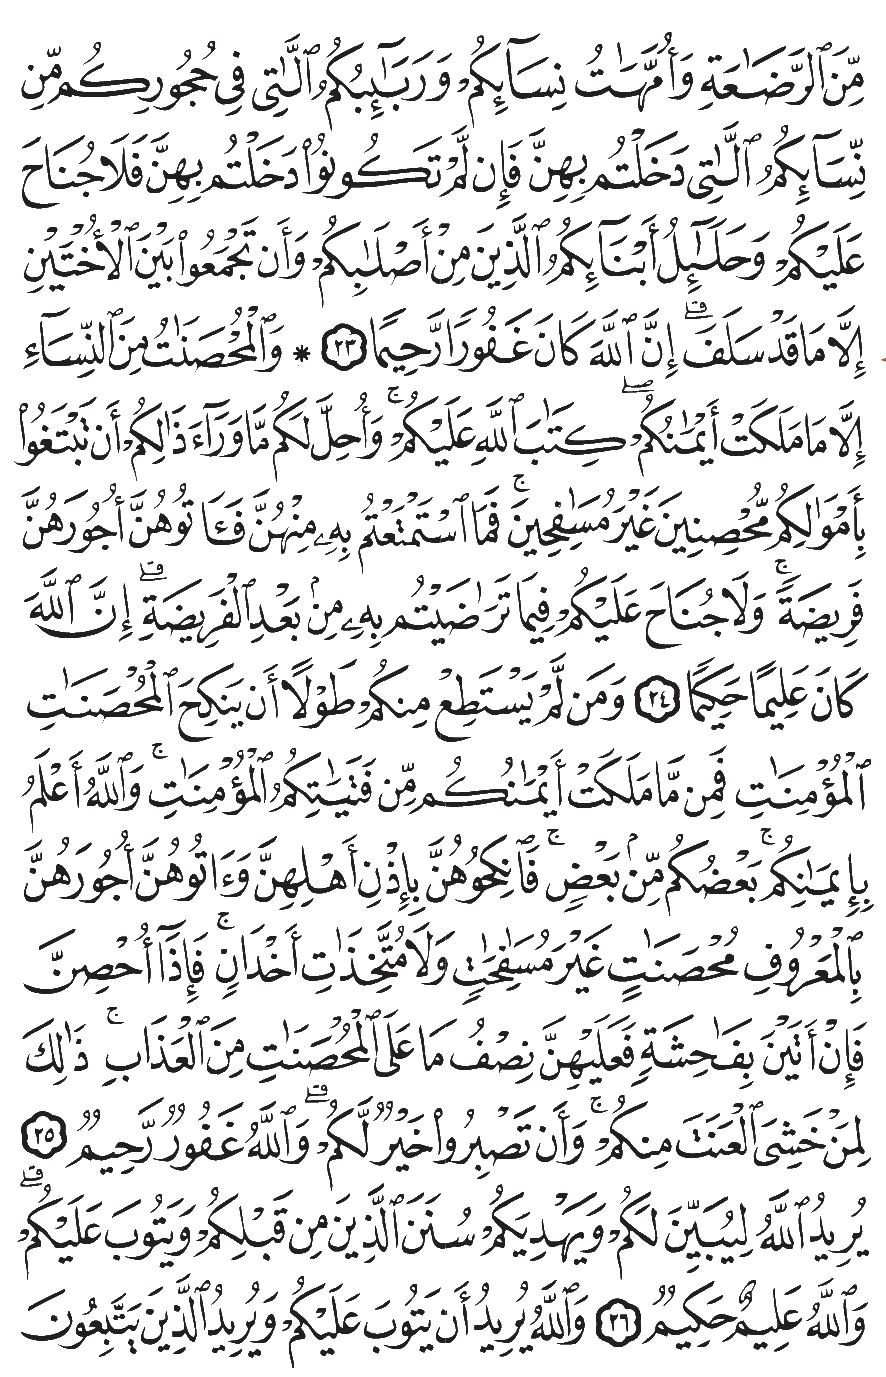 مِّنَ ٱلرَّضَٰعَةِ وَأُمَّهَٰتُ نِسَآئِكُمْ وَرَبَٰٓئِبُكُمُ ٱلَّٰتِى فِى حُجُورِكُم مِّن
نِّسَآئِكُمُ ٱلَّٰتِى دَخَلْتُم بِهِنَّ فَإِن لَّمْ تَكُونُوا۟ دَخَلْتُم بِهِنَّ فَلَا جُنَاحَ
عَلَيْكُمْ وَحَلَٰٓئِلُ أَبْنَآئِكُمُ ٱلَّذِينَ مِنْ أَصْلَٰبِكُمْ وَأَن تَجْمَعُوا۟ بَيْنَ ٱلْأُخْتَيْنِ
إِلَّا مَا قَدْ سَلَفَ ۗ إِنَّ ٱللَّهَ كَانَ غَفُورًا رَّحِيمًا ٢٣ * وَٱلْمُحْصَنَٰتُ مِنَ ٱلنِّسَآءِ
إِلَّا مَا مَلَكَتْ أَيْمَٰنُكُمْ ۖ كِتَٰبَ ٱللَّهِ عَلَيْكُمْ ۚ وَأُحِلَّ لَكُم مَّا وَرَآءَ ذَٰلِكُمْ أَن تَبْتَغُوا۟
بِأَمْوَٰلِكُم مُّحْصِنِينَ غَيْرَ مُسَٰفِحِينَ ۚ فَمَا ٱسْتَمْتَعْتُم بِهِۦ مِنْهُنَّ فَـَٔاتُوهُنَّ أُجُورَهُنَّ
فَرِيضَةً ۚ وَلَا جُنَاحَ عَلَيْكُمْ فِيمَا تَرَٰضَيْتُم بِهِۦ مِنۢ بَعْدِ ٱلْفَرِيضَةِ ۗ إِنَّ ٱللَّهَ
كَانَ عَلِيمًا حَكِيمًا ٢٤ وَمَن لَّمْ يَسْتَطِعْ مِنكُمْ طَوْلًا أَن يَنكِحَ ٱلْمُحْصَنَٰتِ
ٱلْمُؤْمِنَٰتِ فَمِن مَّا مَلَكَتْ أَيْمَٰنُكُم مِّن فَتَيَٰتِكُمُ ٱلْمُؤْمِنَٰتِ ۚ وَٱللَّهُ أَعْلَمُ
بِإِيمَٰنِكُم ۚ بَعْضُكُم مِّنۢ بَعْضٍ ۚ فَٱنكِحُوهُنَّ بِإِذْنِ أَهْلِهِنَّ وَءَاتُوهُنَّ أُجُورَهُنَّ
بِٱلْمَعْرُوفِ مُحْصَنَٰتٍ غَيْرَ مُسَٰفِحَٰتٍ وَلَا مُتَّخِذَٰتِ أَخْدَانٍ ۚ فَإِذَآ أُحْصِنَّ
فَإِنْ أَتَيْنَ بِفَٰحِشَةٍ فَعَلَيْهِنَّ نِصْفُ مَا عَلَى ٱلْمُحْصَنَٰتِ مِنَ ٱلْعَذَابِ ۚ ذَٰلِكَ
لِمَنْ خَشِىَ ٱلْعَنَتَ مِنكُمْ ۚ وَأَن تَصْبِرُوا۟ خَيْرٌ لَّكُمْ ۗ وَٱللَّهُ غَفُورٌ رَّحِيمٌ ٢٥
يُرِيدُ ٱللَّهُ لِيُبَيِّنَ لَكُمْ وَيَهْدِيَكُمْ سُنَنَ ٱلَّذِينَ مِن قَبْلِكُمْ وَيَتُوبَ عَلَيْكُمْ ۗ
وَٱللَّهُ عَلِيمٌ حَكِيمٌ ٢٦ وَٱللَّهُ يُرِيدُ أَن يَتُوبَ عَلَيْكُمْ وَيُرِيدُ ٱلَّذِينَ يَتَّبِعُونَ